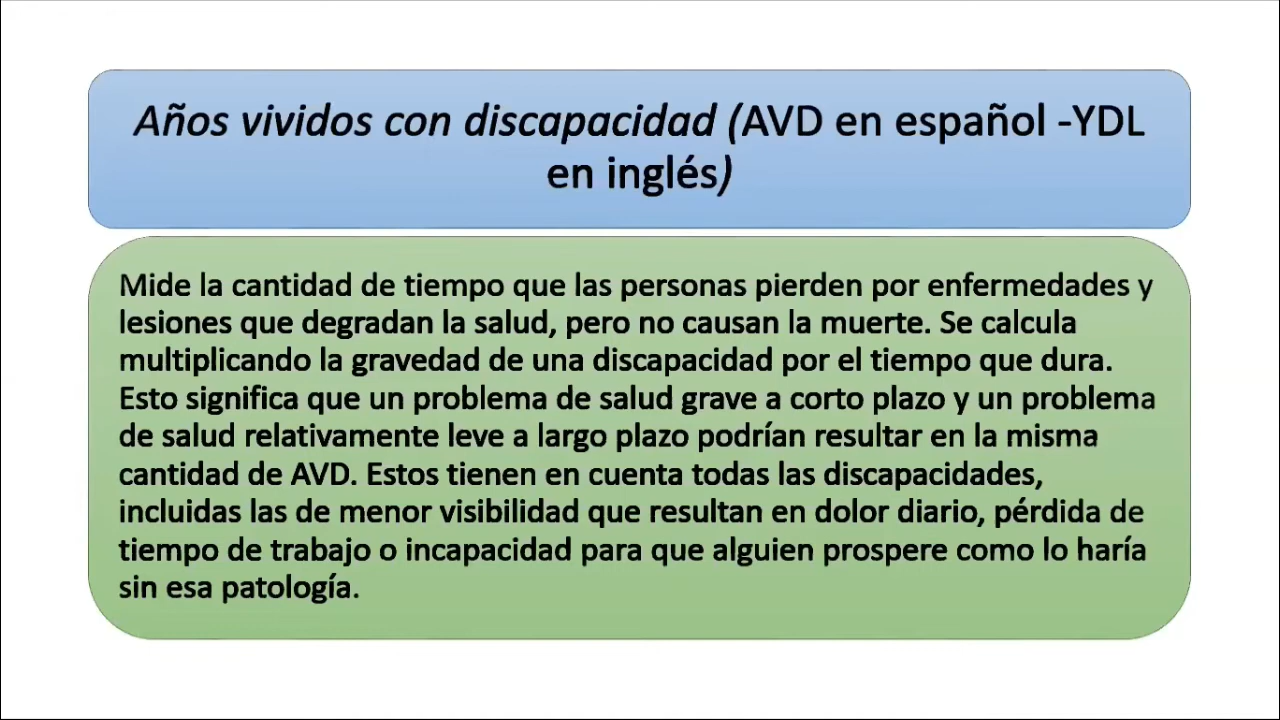 Años vividos con discapacidad (AVD en español -YDL
en inglés)
Mide la cantidad de tiempo que las personas pierden por enfermedades y
lesiones que degradan la salud, pero no causan la muerte. Se calcula
multiplicando la gravedad de una discapacidad por el tiempo que dura.
Esto significa que un problema de salud grave a corto plazo y un problema
de salud relativamente leve a largo plazo podrían resultar en la misma
cantidad de AVD. Estos tienen en cuenta todas las discapacidades,
incluidas las de menor visibilidad que resultan en dolor diario, pérdida de
tiempo de trabajo o incapacidad para que alguien prospere como lo haría
sin esa patología.